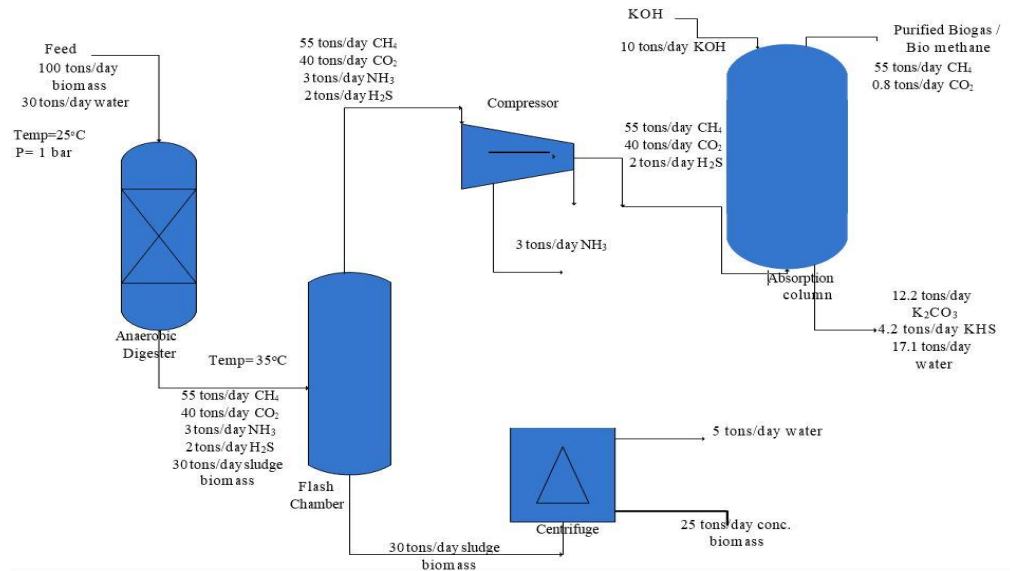 Feed
100 tons/day
biomass
30 tons/day water
Temp=25°C
P= 1 bar
Anaerobic
Digester
Temp=35°C
55 tons/day CH₄
40 tons/day CO₂
3 tons/day NH₃
2 tons/day H₂S
30 tons/day sludge
biomass
55 tons/day CH₄
40 tons/day CO₂
3 tons/day NH₃
2 tons/day H₂S
Flash
Chamber
30 tons/day sludge
biomass
Compressor
3 tons/day NH₃
55 tons/day CH₄
40 tons/day CO₂
2 tons/day H₂S
KOH
10 tons/day KOH
Purified Biogas /
Bio methane
55 tons/day CH₄
0.8 tons/day CO₂
Absorption
column
12.2 tons/day
K₂CO₃
4.2 tons/day KHS
17.1 tons/day
water
Centrifuge
5 tons/day water
25 tons/day conc.
biomass